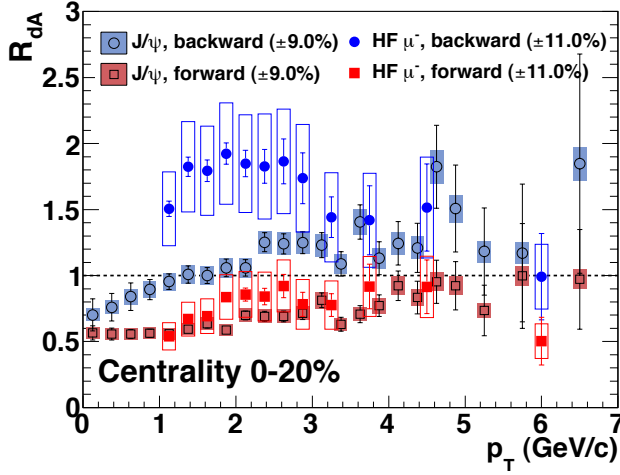 R_dA
3
2.5
2
1.5
1
0.5
0
J/ψ, backward (±9.0%)
HF μ⁻, backward (±11.0%)
J/ψ, forward (±9.0%)
HF μ⁻, forward (±11.0%)
Centrality 0-20%
0 1 2 3 4 5 6 7
p_T (GeV/c)